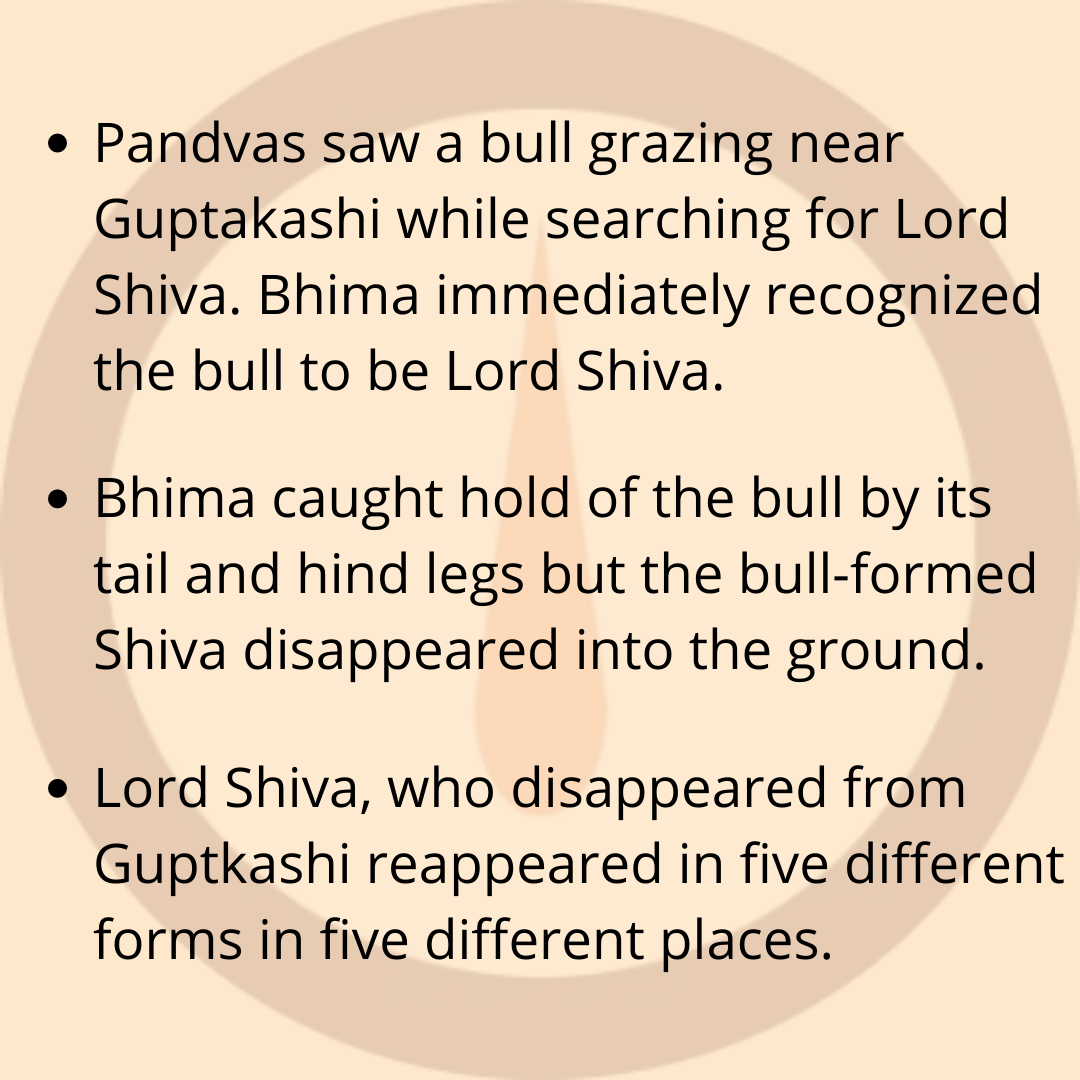 • Pandvas saw a bull grazing near
Guptakashi while searching for Lord
Shiva. Bhima immediately recognized
the bull to be Lord Shiva.
• Bhima caught hold of the bull by its
tail and hind legs but the bull-formed
Shiva disappeared into the ground.
• Lord Shiva, who disappeared from
Guptkashi reappeared in five different
forms in five different places.